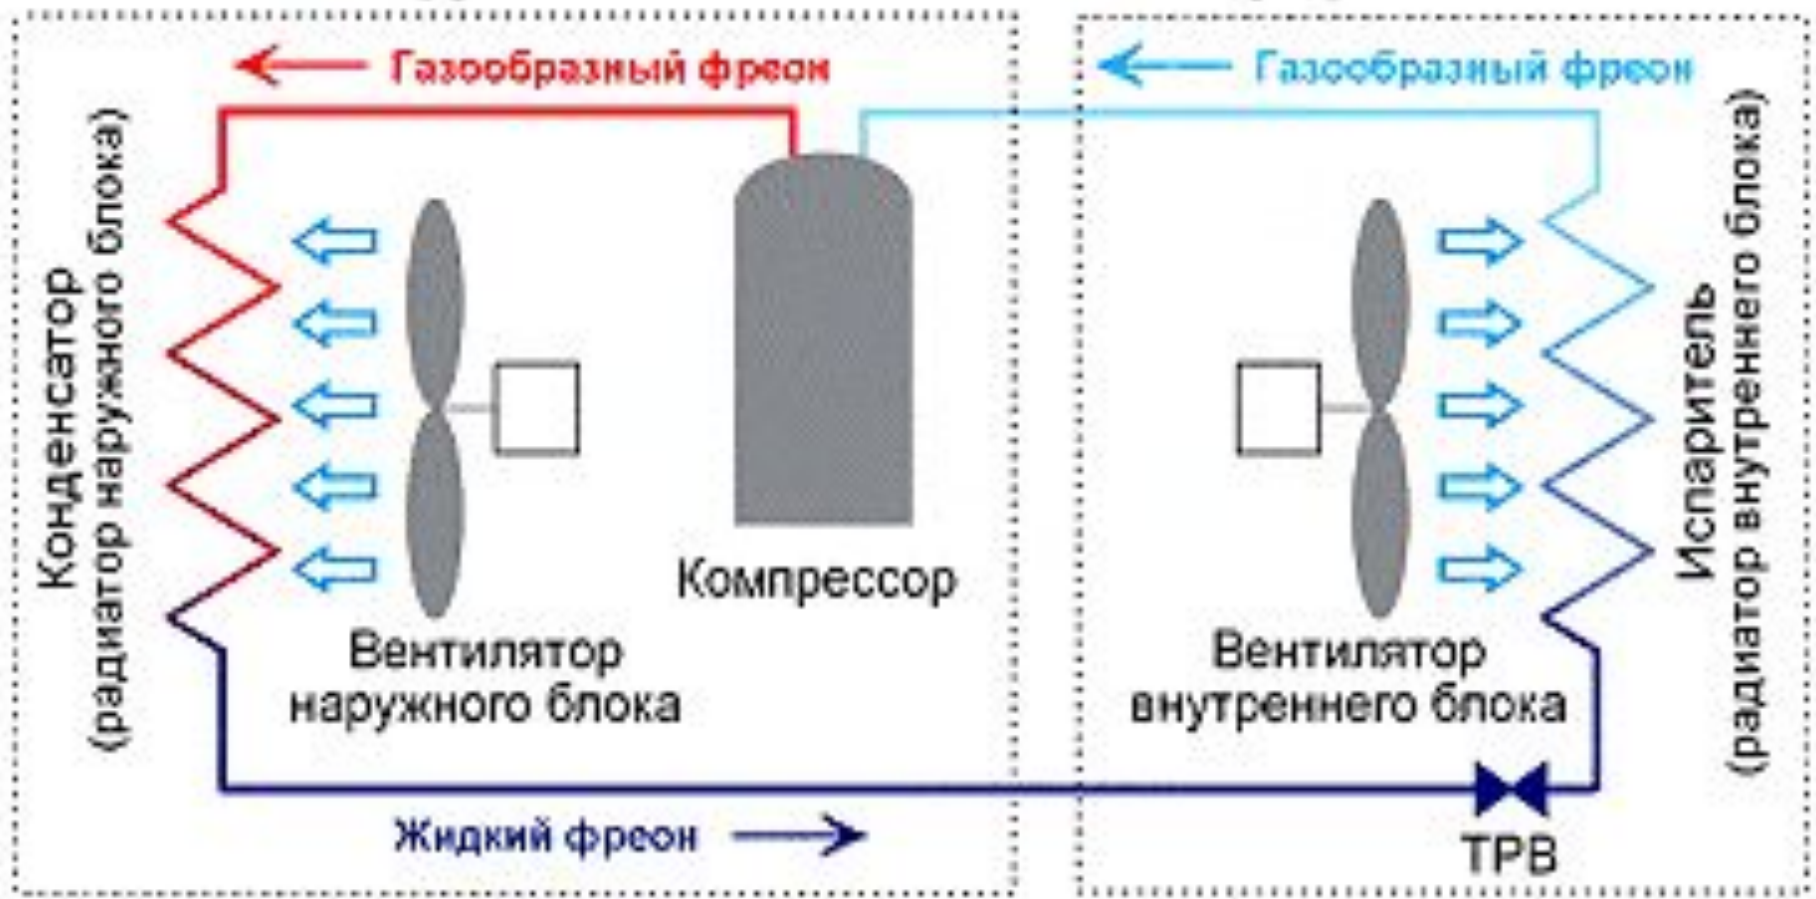 Газообразный фреон
Газообразный фреон
Конденсатор
(радиатор наружного блока)
Компрессор
Вентилятор
наружного блока
Вентилятор
внутреннего блока
Испаритель
(радиатор внутреннего блока)
Жидкий фреон
ТРВ